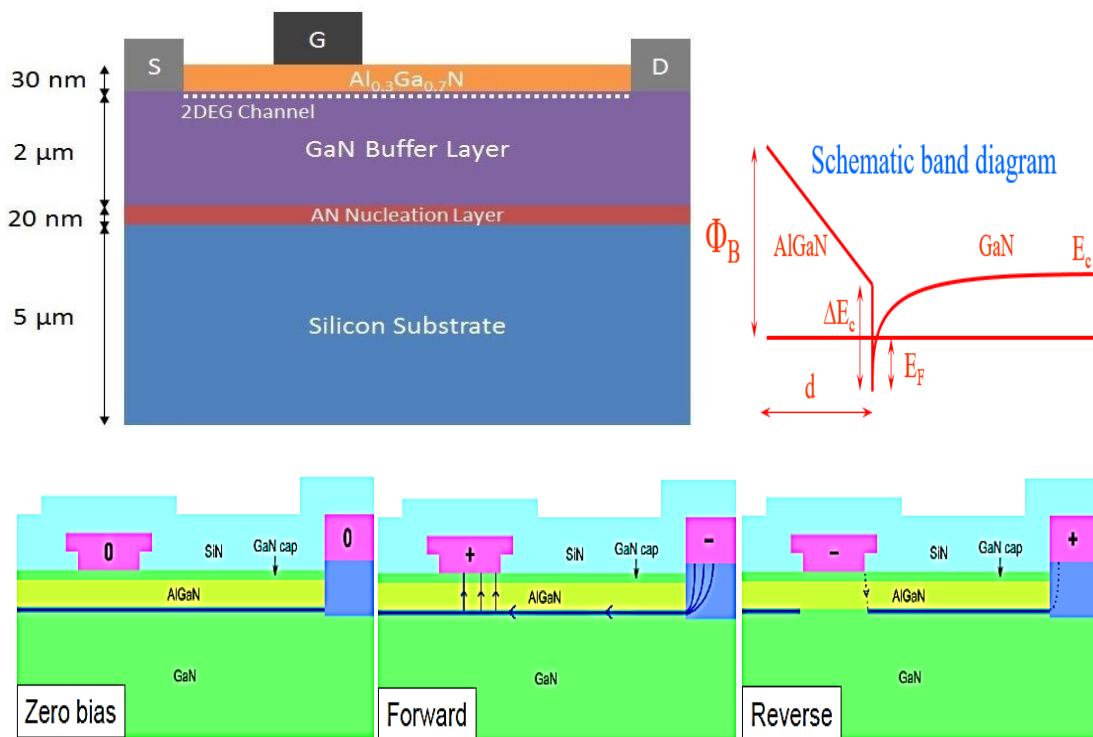 G
S
D
30 nm
Al0.3Ga0.7N
2DEG Channel
2 μm
GaN Buffer Layer
20 nm
AN Nucleation Layer
5 μm
Silicon Substrate
Schematic band diagram
ΦB
AlGaN
GaN
Ec
ΔEc
EF
d
0
0
SiN
GaN cap
AlGaN
GaN
Zero bias
+
-
SiN
GaN cap
AlGaN
GaN
Forward
-
+
SiN
GaN cap
AlGaN
GaN
Reverse